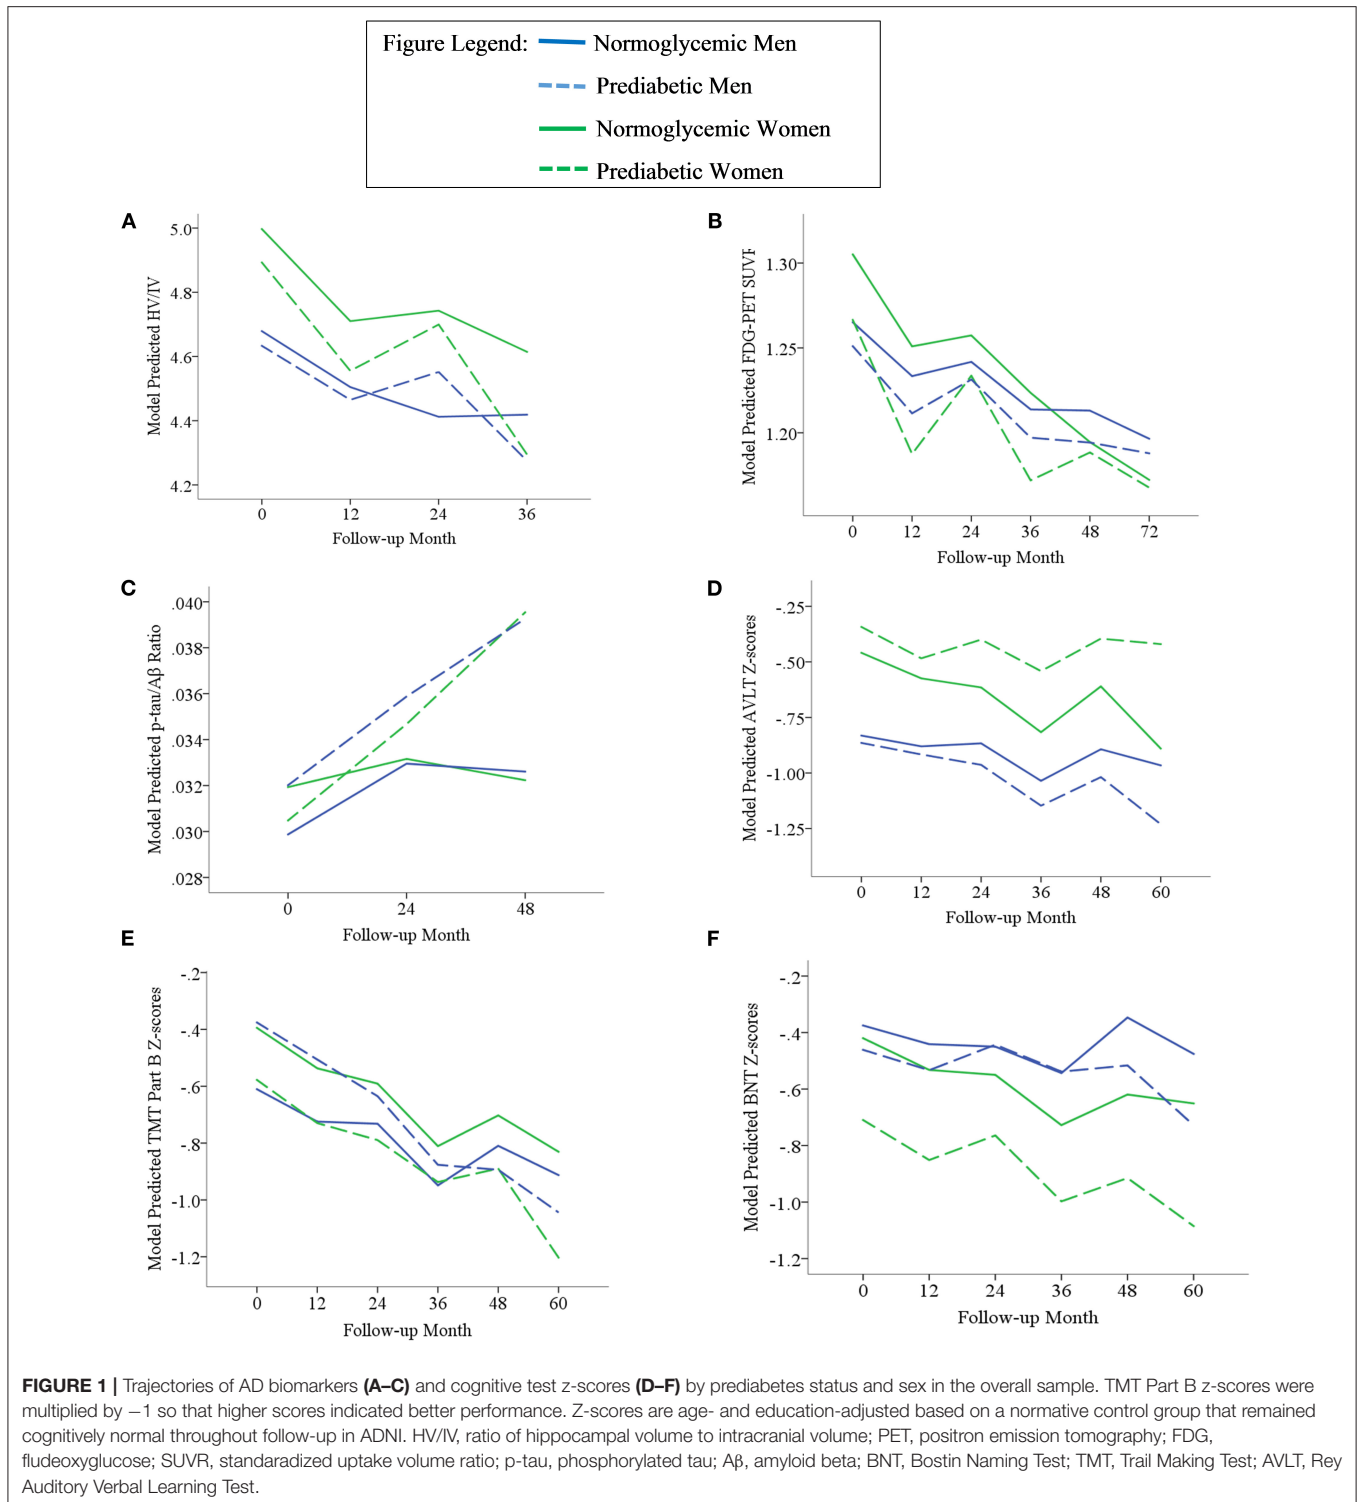 Figure Legend:
Normoglycemic Men
Prediabetic Men
Normoglycemic Women
Prediabetic Women
A
Model Predicted HV/IV
5.0
4.8
4.6
4.4
4.2
0 12 24 36
Follow-up Month
B
Model Predicted FDG-PET SUVR
1.30
1.25
1.20
0 12 24 36 48 72
Follow-up Month
C
Model Predicted p-tau/Aβ Ratio
.040
.038
.036
.034
.032
.030
.028
0 24 48
Follow-up Month
D
Model Predicted AVLT Z-scores
-.25
-.50
-.75
-1.00
-1.25
0 12 24 36 48 60
Follow-up Month
E
Model Predicted TMT Part B Z-scores
-.2
-.4
-.6
-.8
-1.0
-1.2
0 12 24 36 48 60
Follow-up Month
F
Model Predicted BNT Z-scores
-.2
-.4
-.6
-.8
-1.0
-1.2
0 12 24 36 48 60
Follow-up Month
FIGURE 1 | Trajectories of AD biomarkers (A–C) and cognitive test z-scores (D–F) by prediabetes status and sex in the overall sample. TMT Part B z-scores were
multiplied by −1 so that higher scores indicated better performance. Z-scores are age- and education-adjusted based on a normative control group that remained
cognitively normal throughout follow-up in ADNI. HV/IV, ratio of hippocampal volume to intracranial volume; PET, positron emission tomography; FDG,
fludeoxyglucose; SUVR, standaradized uptake volume ratio; p-tau, phosphorylated tau; Aβ, amyloid beta; BNT, Bostin Naming Test; TMT, Trail Making Test; AVLT, Rey
Auditory Verbal Learning Test.